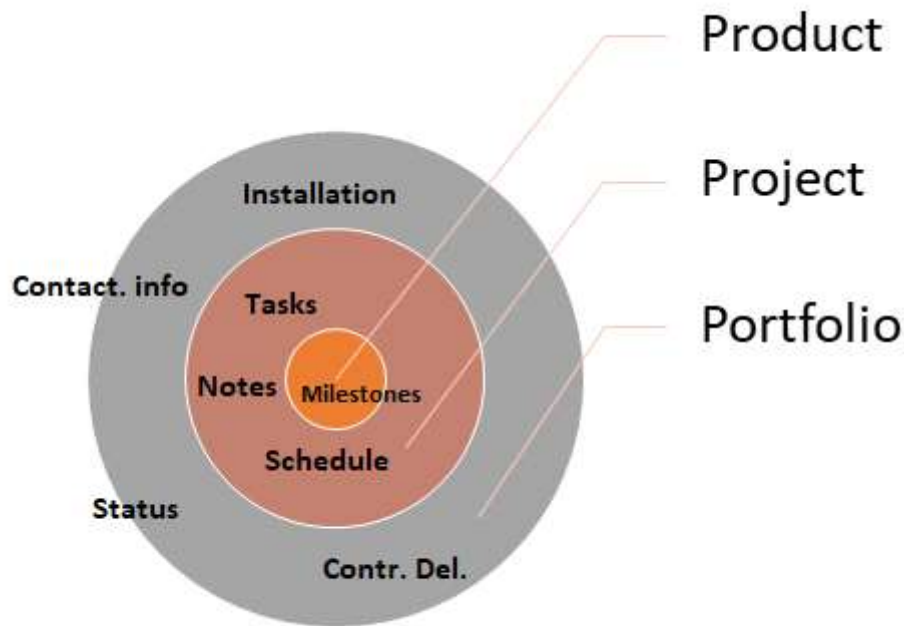 Product
Project
Installation
Contact. info
Tasks
Portfolio
Notes
Milestones
Schedule
Status
Contr. Del.